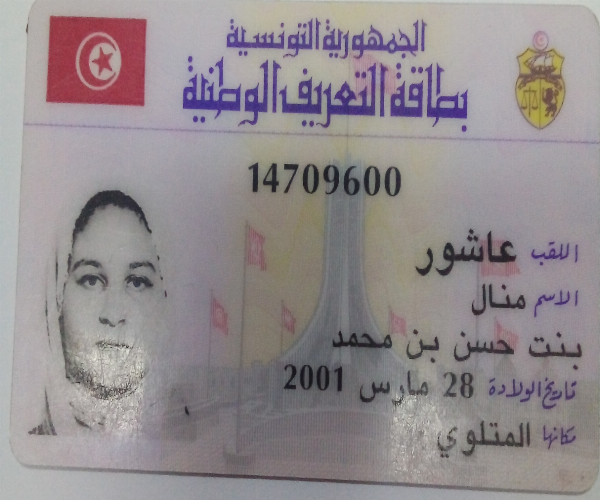 الجمهورية التونسية
بطاقة التعريف الوطنية
14709600
اللقب عاشور
الاسم منال
بنت حسن بن محمد
تاريخ الولادة 28 مارس 2001
مكانها المتلوي